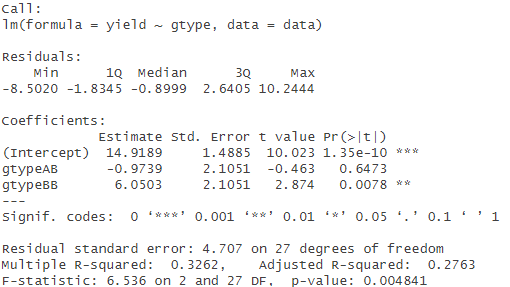 Call:
lm(formula = yield ~ gtype, data = data)
Residuals:
Min 1Q Median 3Q Max
-8.5020 -1.8345 -0.8999 2.6405 10.2444
Coefficients:
Estimate Std. Error t value Pr(>|t|)
(Intercept) 14.9189 1.4885 10.023 1.35e-10 ***
gtypeAB -0.9739 2.1051 -0.463 0.6473
gtypeBB 6.0503 2.1051 2.874 0.0078 **
---
Signif. codes: 0 ‘***’ 0.001 ‘**’ 0.01 ‘*’ 0.05 ‘.’ 0.1 ‘ ’ 1
Residual standard error: 4.707 on 27 degrees of freedom
Multiple R-squared: 0.3262, Adjusted R-squared: 0.2763
F-statistic: 6.536 on 2 and 27 DF, p-value: 0.004841